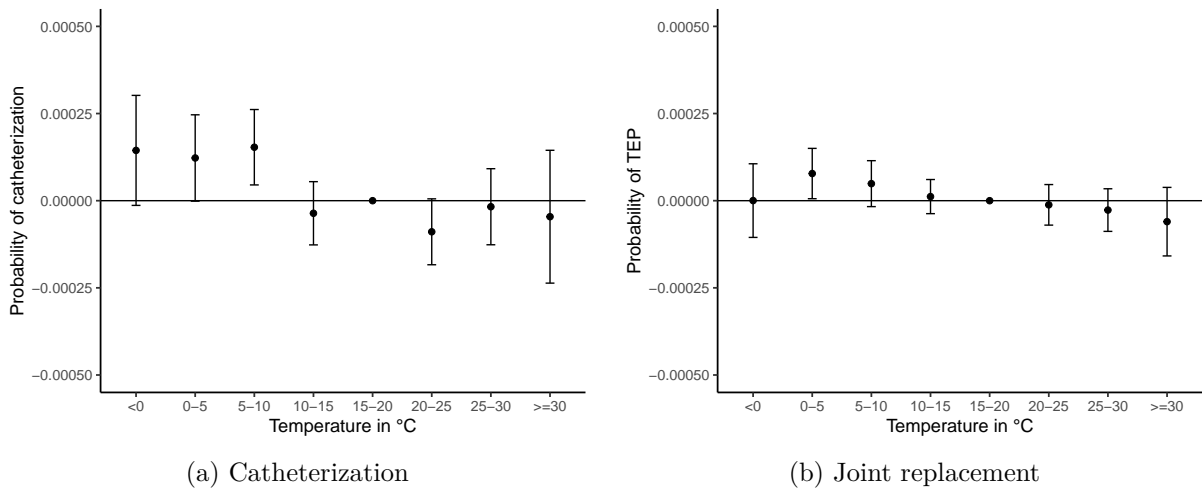 0.00050
0.00025
0.00000
−0.00025
−0.00050
Probability of catheterization
<0 0−5 5−10 10−15 15−20 20−25 25−30 >=30
Temperature in °C
(a) Catheterization
0.00050
0.00025
0.00000
−0.00025
−0.00050
Probability of TEP
<0 0−5 5−10 10−15 15−20 20−25 25−30 >=30
Temperature in °C
(b) Joint replacement